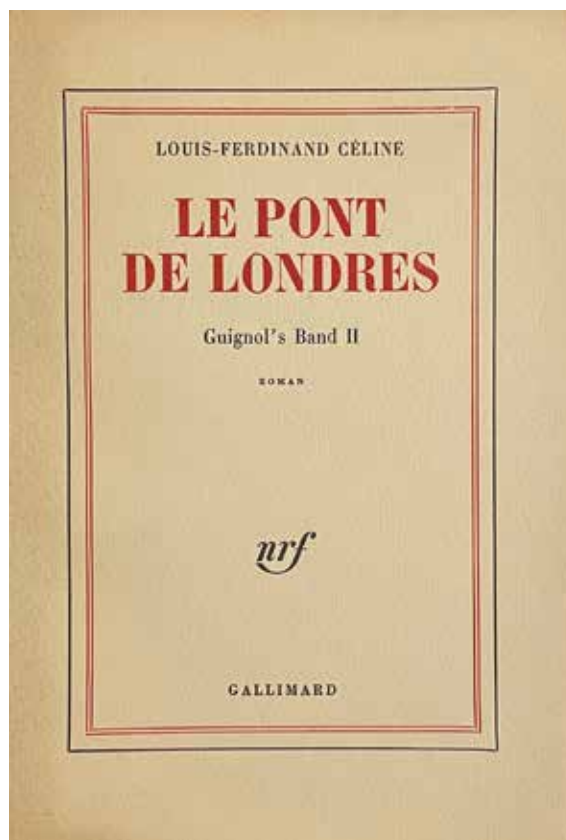 LOUIS-FERDINAND CÉLINE
LE PONT
DE LONDRES
Guignol's Band II
ROMAN
nrf
GALLIMARD